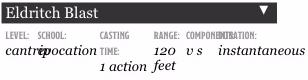 Eldritch Blast ▼
LEVEL: SCHOOL: CASTING TIME: RANGE: COMPONENTS: DURATION:
cantrip evocation 1 action 120 feet v s instantaneous